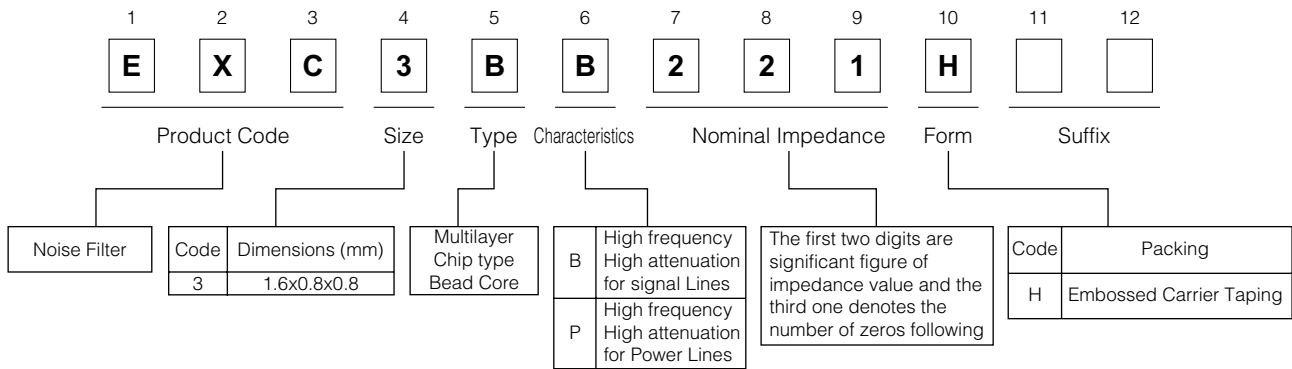 1 2 3 4 5 6 7 8 9 10 11 12
E X C 3 B B 2 2 1 H
Product Code Size Type Characteristics Nominal Impedance Form Suffix
Noise Filter
Code Dimensions (mm)
3 1.6x0.8x0.8
Multilayer
Chip type
Bead Core
B High frequency
High attenuation
for signal Lines
P High frequency
High attenuation
for Power Lines
The first two digits are
significant figure of
impedance value and the
third one denotes the
number of zeros following
Code Packing
H Embossed Carrier Taping